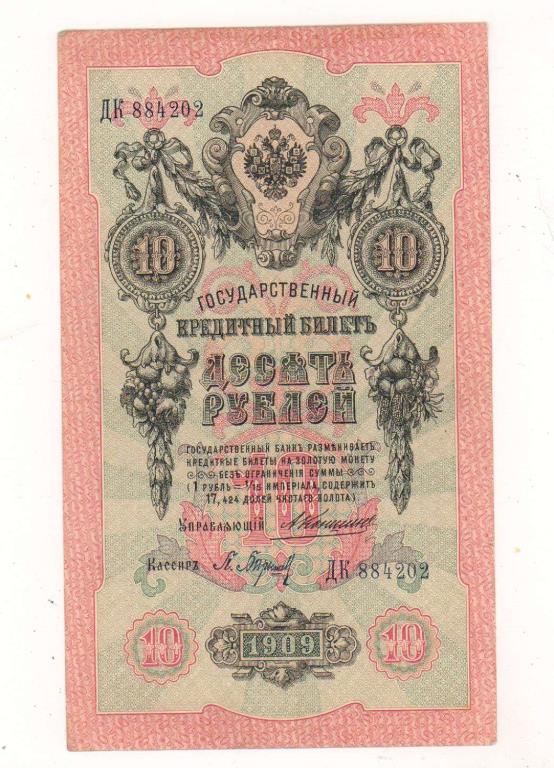 ДК 884202
10 10
ГОСУДАРСТВЕННЫЙ
КРЕДИТНЫЙ БИЛЕТЪ
ДЕСЯТЬ
РУБЛЕЙ
ГОСУДАРСТВЕННЫЙ БАНКЪ РАЗМѢНИВАЕТЪ
КРЕДИТНЫЕ БИЛЕТЫ НА ЗОЛОТУЮ МОНЕТУ
БЕЗЪ ОГРАНИЧЕНІЯ СУММЫ
(1 РУБЛЬ = 1/15 ИМПЕРІАЛА, СОДЕРЖИТЪ
17,424 ДОЛЕЙ ЧИСТАГО ЗОЛОТА)
10
Управляющій
Кассиръ
ДК 884202
10 1909 10